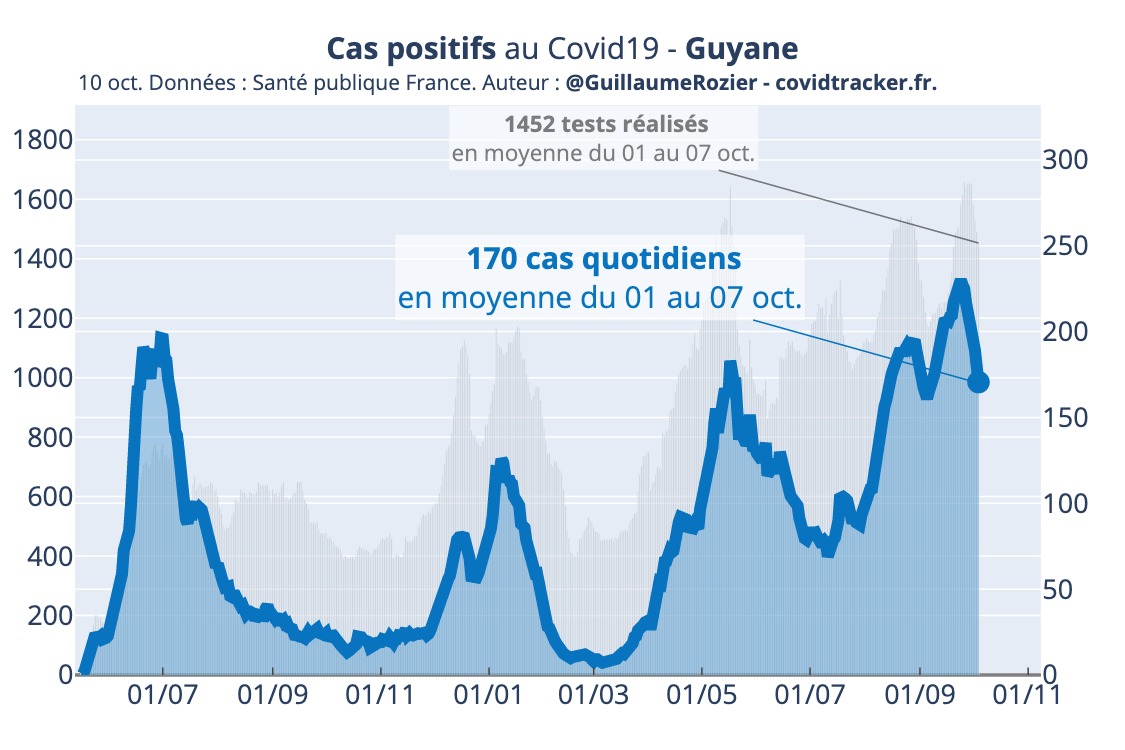 Cas positifs au Covid19 - Guyane
10 oct. Données : Santé publique France. Auteur : @GuillaumeRozier - covidtracker.fr.
1452 tests réalisés
en moyenne du 01 au 07 oct.
170 cas quotidiens
en moyenne du 01 au 07 oct.
1800
1600
1400
1200
1000
800
600
400
200
0
300
250
200
150
100
50
0
01/07 01/09 01/11 01/01 01/03 01/05 01/07 01/09 01/11